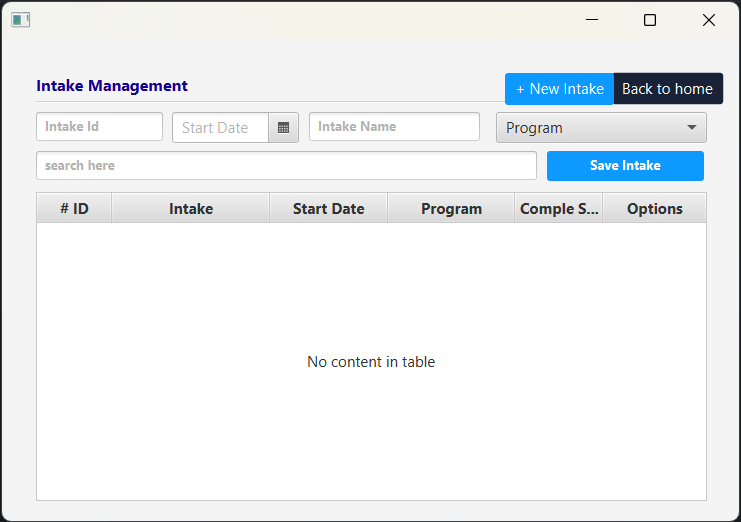 Intake Management + New Intake Back to home
Intake Id Start Date Intake Name Program
search here Save Intake
# ID Intake Start Date Program Comple S... Options
No content in table